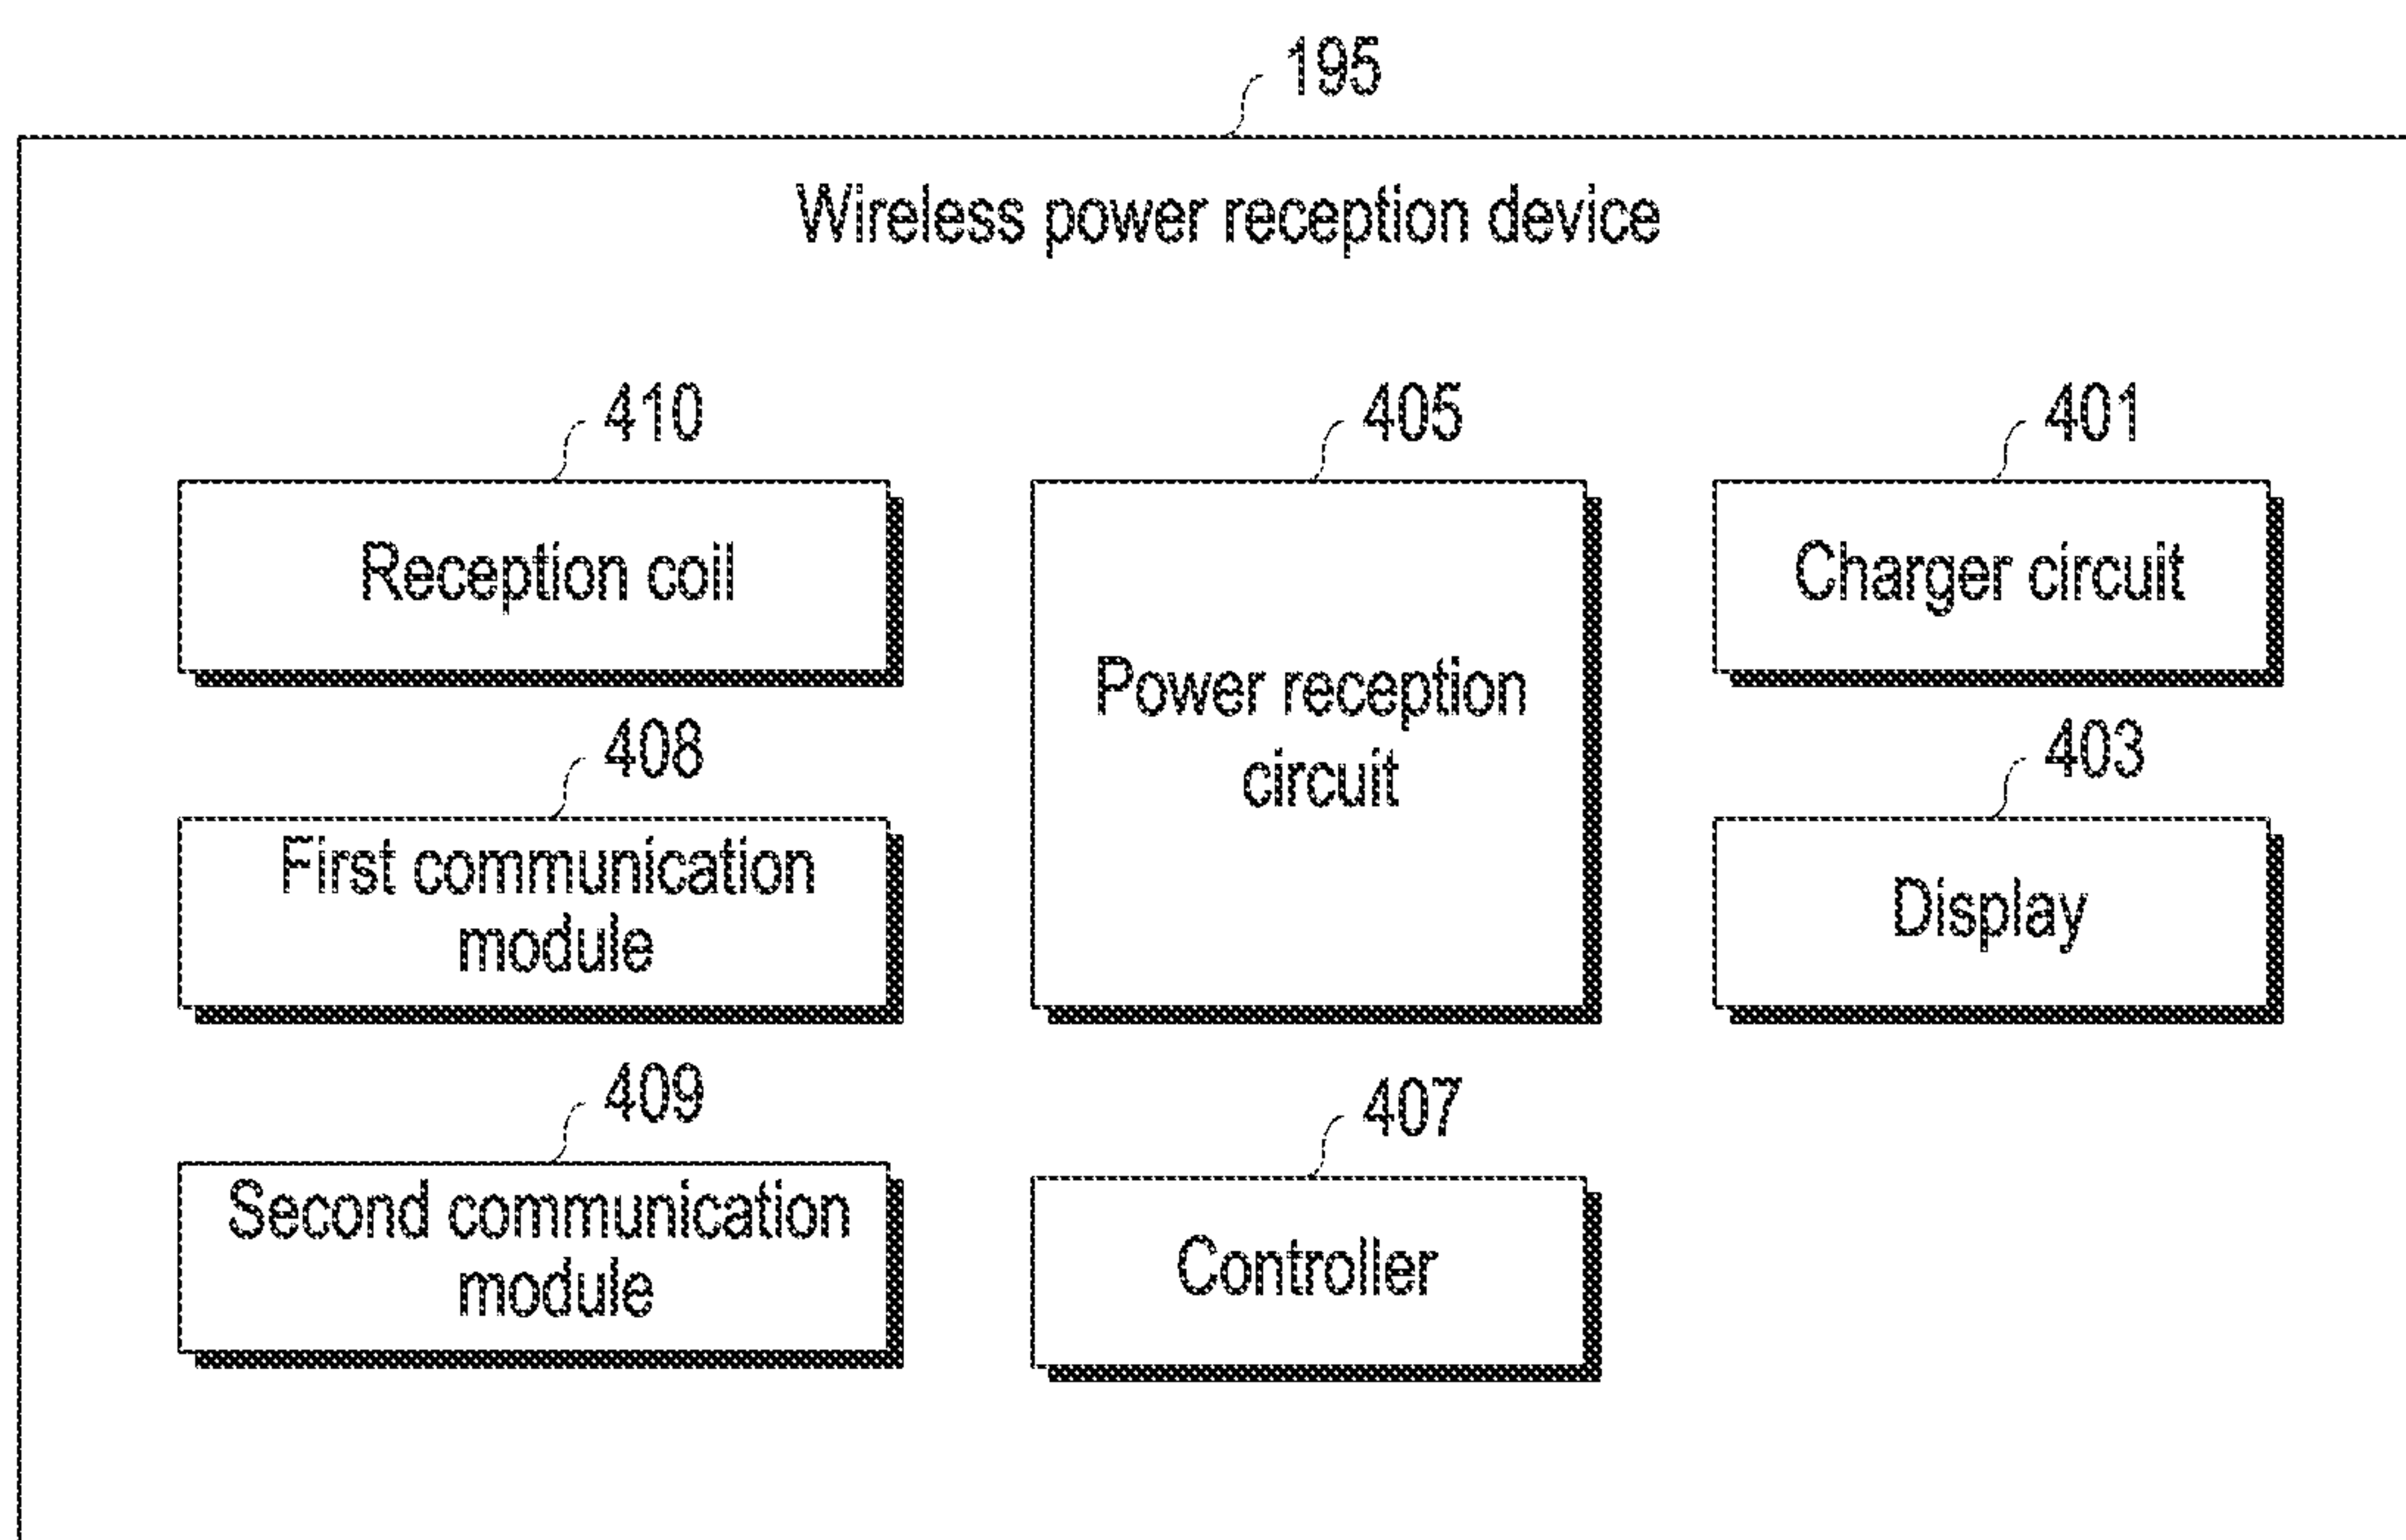 195
Wireless power reception device
410
405
401
Reception coil
Power reception
circuit
Charger circuit
408
403
First communication
module
Display
409
407
Second communication
module
Controller